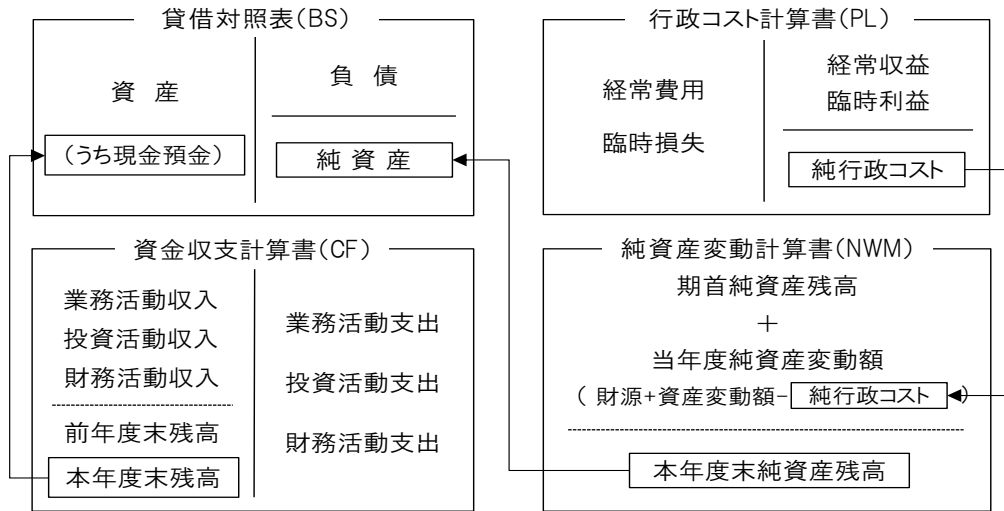 貸借対照表(BS)
資 産
(うち現金預金)
負 債
純 資 産
行政コスト計算書(PL)
経常費用
臨時損失
経常収益
臨時利益
純行政コスト
資金収支計算書(CF)
業務活動収入
投資活動収入
財務活動収入
前年度末残高
本年度末残高
業務活動支出
投資活動支出
財務活動支出
純資産変動計算書(NWM)
期首純資産残高
+
当年度純資産変動額
( 財源+資産変動額-純行政コスト )
本年度末純資産残高